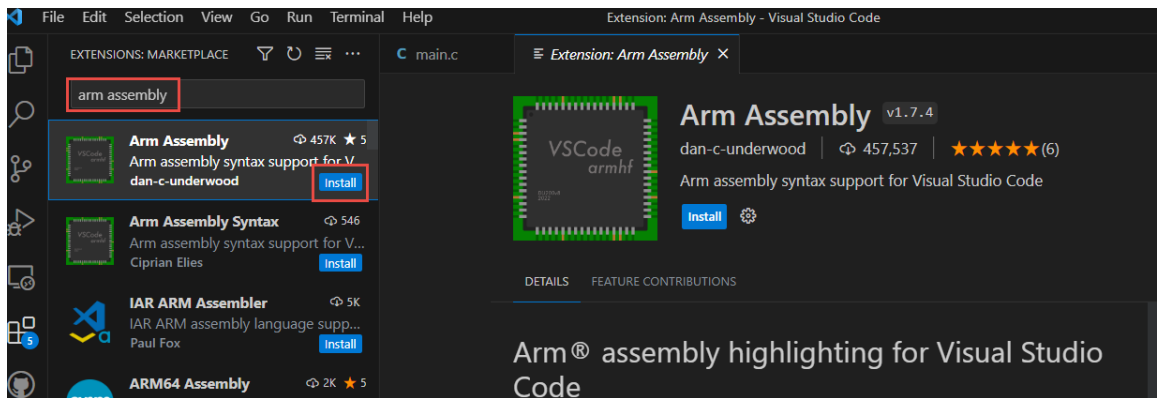 File Edit Selection View Go Run Terminal Help Extension: Arm Assembly - Visual Studio Code
EXTENSIONS: MARKETPLACE
C main.c
Extension: Arm Assembly
arm assembly
Arm Assembly 457K ★ 5
Arm assembly syntax support for V...
dan-c-underwood Install
Arm Assembly Syntax 546
Arm assembly syntax support for V...
Ciprian Elies Install
IAR ARM Assembler 5K
IAR ARM assembly language supp...
Paul Fox Install
ARM64 Assembly 2K ★ 5
5
VSCode
armhf
Arm Assembly v1.7.4
dan-c-underwood 457,537 ★★★★★(6)
Arm assembly syntax support for Visual Studio Code
Install
DETAILS FEATURE CONTRIBUTIONS
Arm® assembly highlighting for Visual Studio
Code